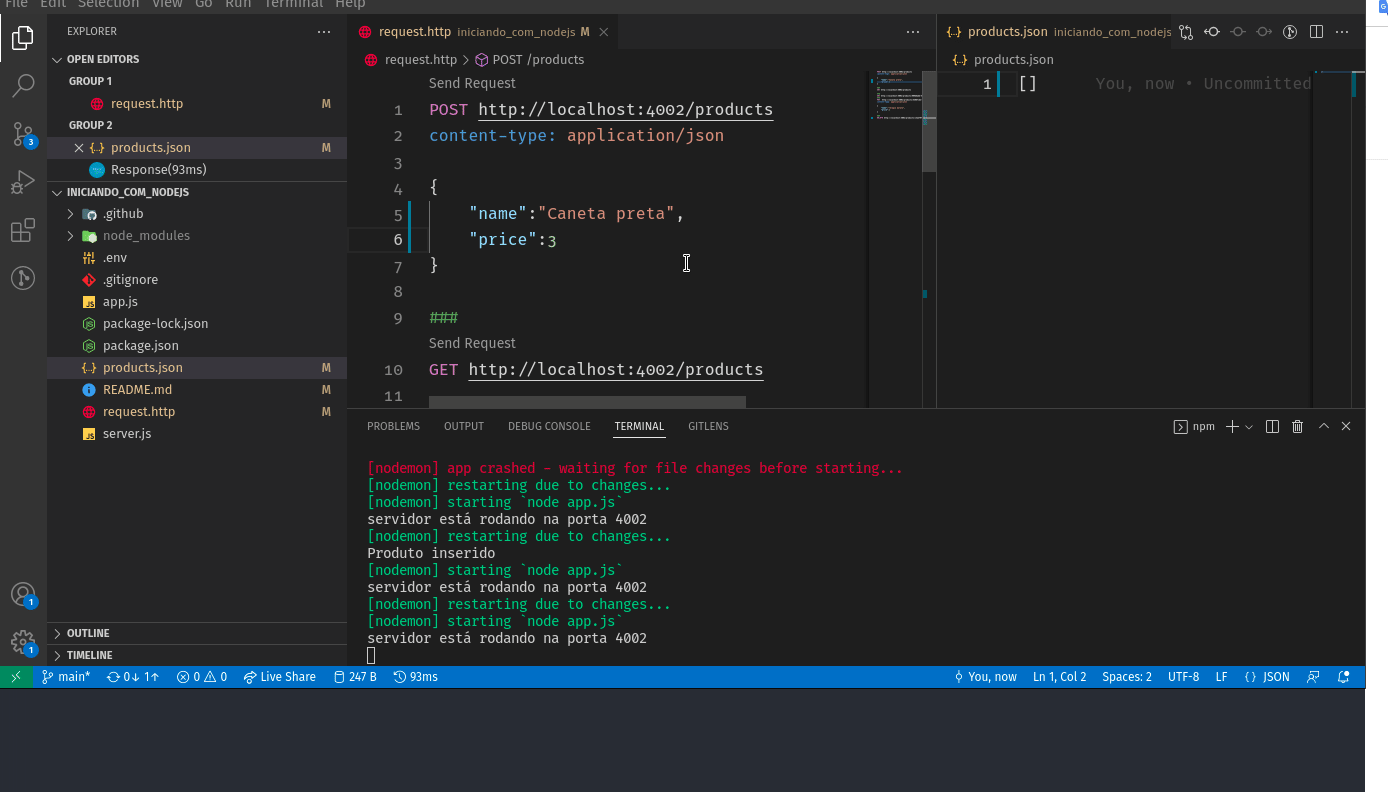 File Edit Selection View Go Run Terminal Help
EXPLORER
OPEN EDITORS
GROUP 1
request.http M
GROUP 2
products.json M
Response(93ms)
INICIANDO_COM_NODEJS
.github
node_modules
.env
.gitignore
app.js
package-lock.json
package.json
products.json M
README.md M
request.http M
server.js
OUTLINE
TIMELINE
3
1
1
request.http iniciando_com_nodejs M
request.http > POST /products
Send Request
1 POST http://localhost:4002/products
2 content-type: application/json
3
4 {
5 "name":"Caneta preta",
6 "price":3
7 }
8
9 ###
Send Request
10 GET http://localhost:4002/products
11
products.json iniciando_com_nodejs
products.json
1 [] You, now • Uncommitted
PROBLEMS OUTPUT DEBUG CONSOLE TERMINAL GITLENS
npm
[nodemon] app crashed - waiting for file changes before starting...
[nodemon] restarting due to changes...
[nodemon] starting `node app.js`
servidor está rodando na porta 4002
[nodemon] restarting due to changes...
Produto inserido
[nodemon] starting `node app.js`
servidor está rodando na porta 4002
[nodemon] restarting due to changes...
[nodemon] starting `node app.js`
servidor está rodando na porta 4002
main* 0↓ 1↑ 0 0 Live Share 247 B 93ms You, now Ln 1, Col 2 Spaces: 2 UTF-8 LF {} JSON